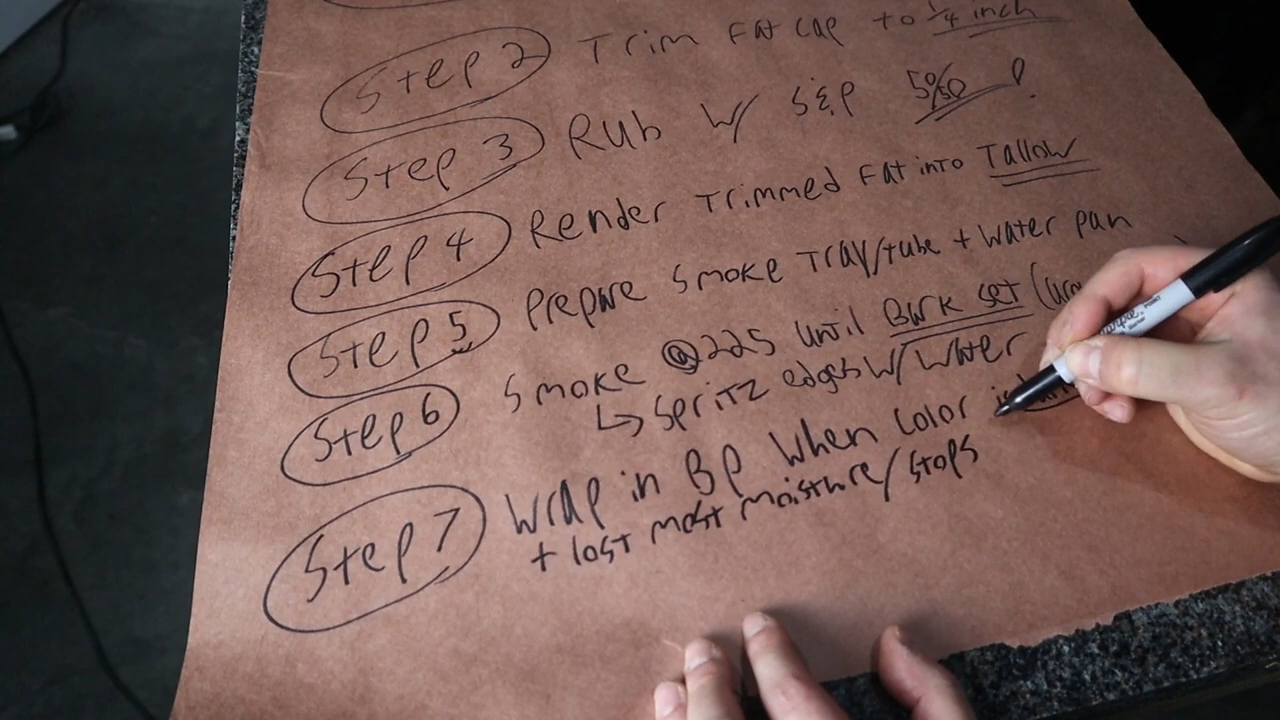 Step 2 Trim Fat cap to 1/4 inch
Step 3 Rub w/ S&P 50/50
Step 4 Render Trimmed Fat into Tallow
Step 5 Prepare Smoke Tray/tube + Water pan
Step 6 Smoke @225 until Bark set
↳ Spritz edges w/ Water
Step 7 Wrap in BP When Color is
+ lost most moisture/stops
Sharpie